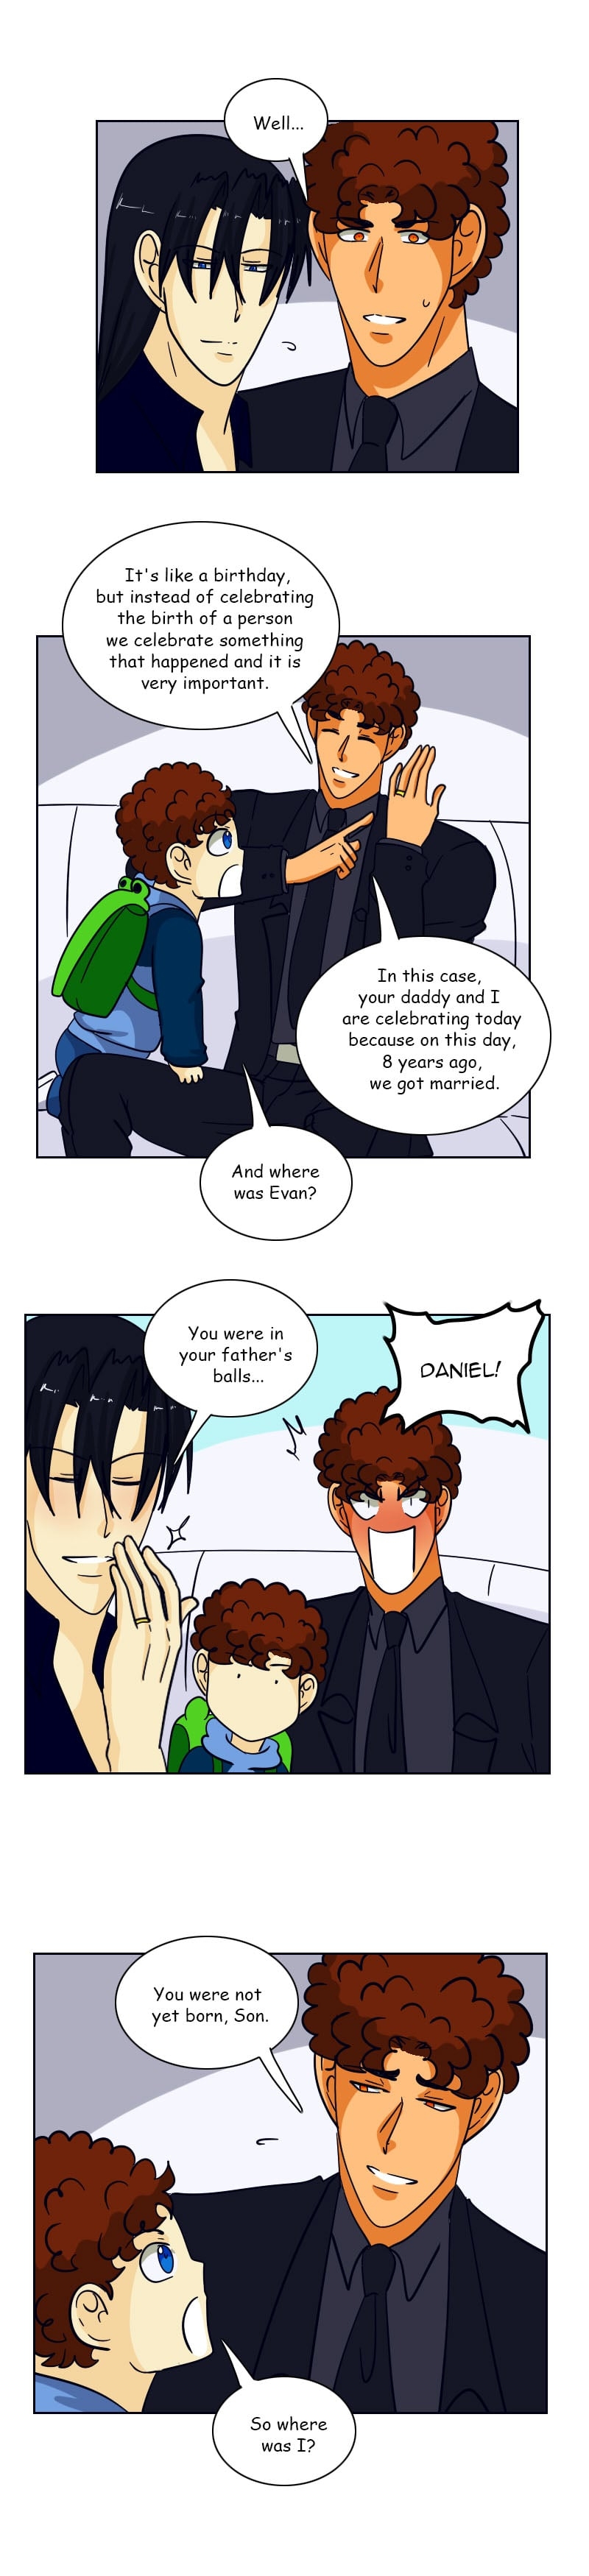 Well...
It's like a birthday,
but instead of celebrating
the birth of a person
we celebrate something
that happened and it is
very important.
In this case,
your daddy and I
are celebrating today
because on this day,
8 years ago,
we got married.
And where
was Evan?
You were in
your father's
balls...
DANIEL!
You were not
yet born, Son.
So where
was I?